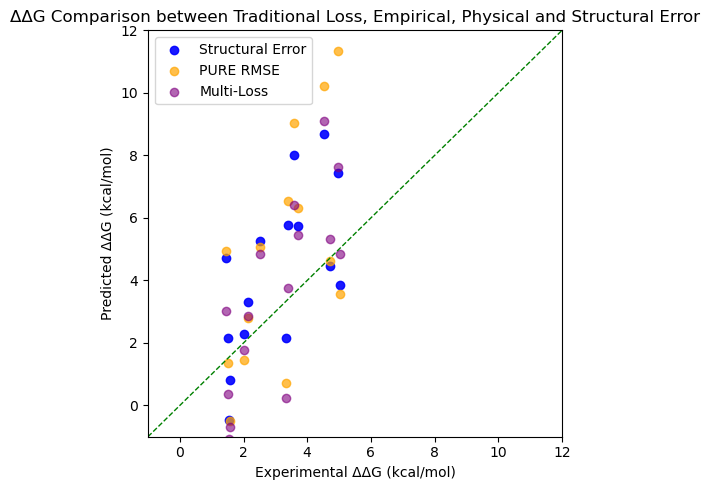 ΔΔG Comparison between Traditional Loss, Empirical, Physical and Structural Error
12
10
8
6
4
2
0
Predicted ΔΔG (kcal/mol)
Structural Error
PURE RMSE
Multi-Loss
0 2 4 6 8 10 12
Experimental ΔΔG (kcal/mol)